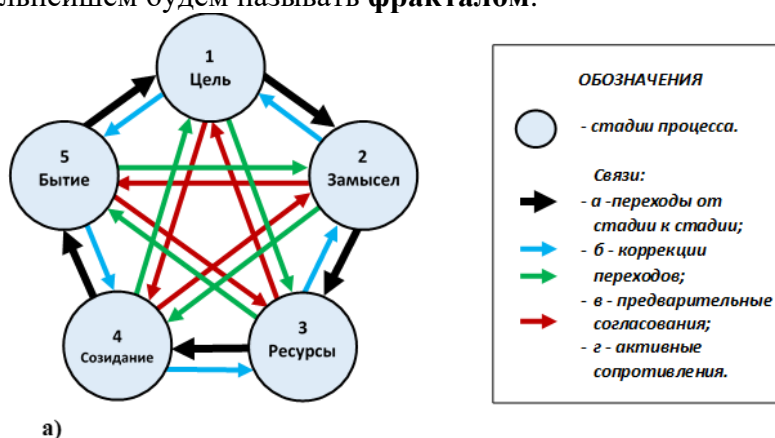 льнейшем будем называть фракталом.
1
Цель
5
Бытие
2
Замысел
4
Созидание
3
Ресурсы
а)
ОБОЗНАЧЕНИЯ
- стадии процесса.
Связи:
- а -переходы от
стадии к стадии;
- б - коррекции
переходов;
- в - предварительные
согласования;
- г - активные
сопротивления.